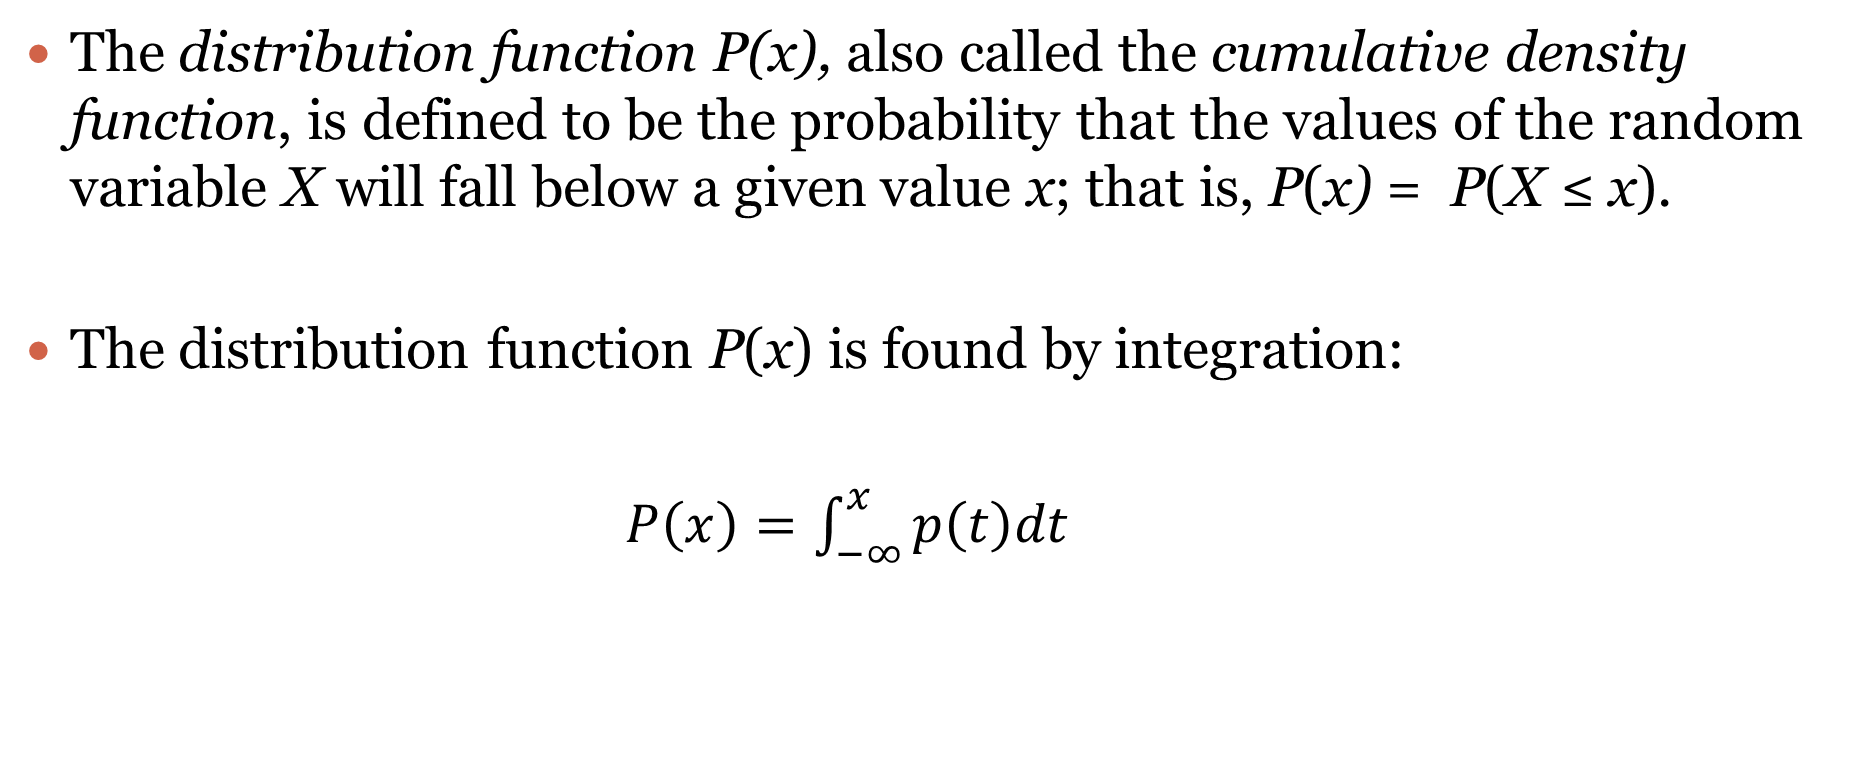 • The distribution function P(x), also called the cumulative density
function, is defined to be the probability that the values of the random
variable X will fall below a given value x; that is, P(x) = P(X ≤ x).
• The distribution function P(x) is found by integration:
P(x) = ∫_{−∞}^{x} p(t)dt